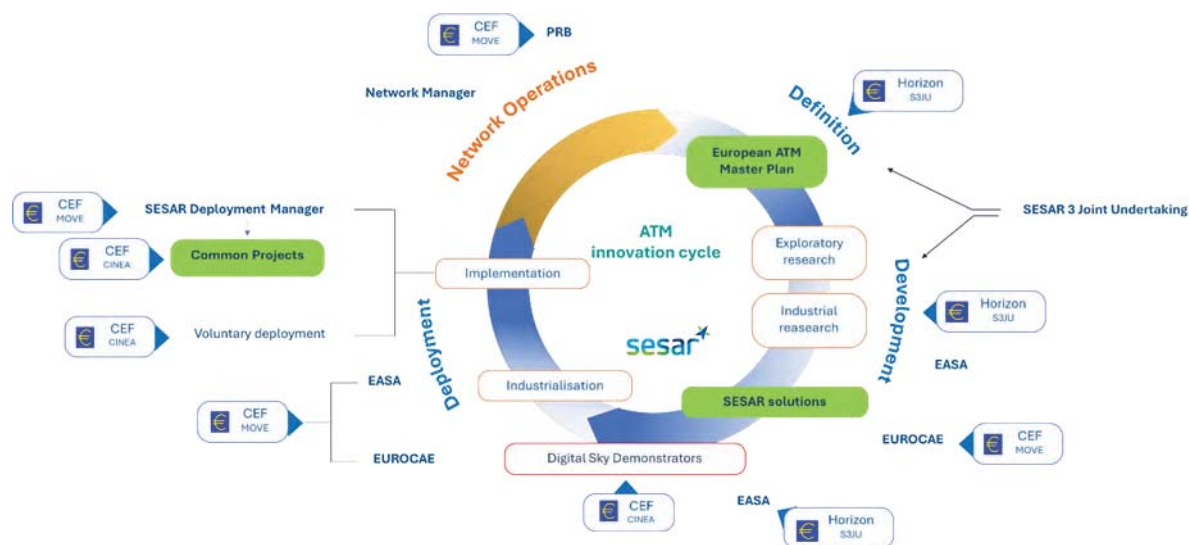 CEF
MOVE
PRB
Network Manager
Network Operations
Definition
Horizon
S3JU
European ATM
Master Plan
CEF
MOVE
SESAR Deployment Manager
SESAR 3 Joint Undertaking
CEF
CINEA
Common Projects
ATM
innovation cycle
Exploratory
research
Implementation
Development
Industrial
reasearch
Horizon
S3JU
CEF
CINEA
Voluntary deployment
sesar
Deployment
EASA
EASA
Industrialisation
SESAR solutions
CEF
MOVE
EUROCAE
CEF
MOVE
EUROCAE
Digital Sky Demonstrators
CEF
CINEA
EASA
Horizon
S3JU